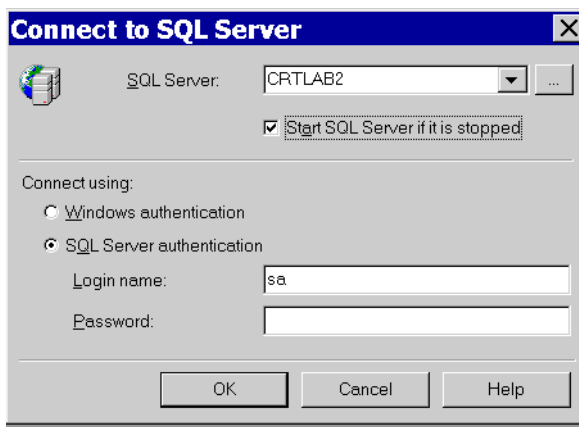 Connect to SQL Server
SQL Server: CRTLAB2 ...
Start SQL Server if it is stopped
Connect using:
Windows authentication
SQL Server authentication
Login name: sa
Password:
OK Cancel Help